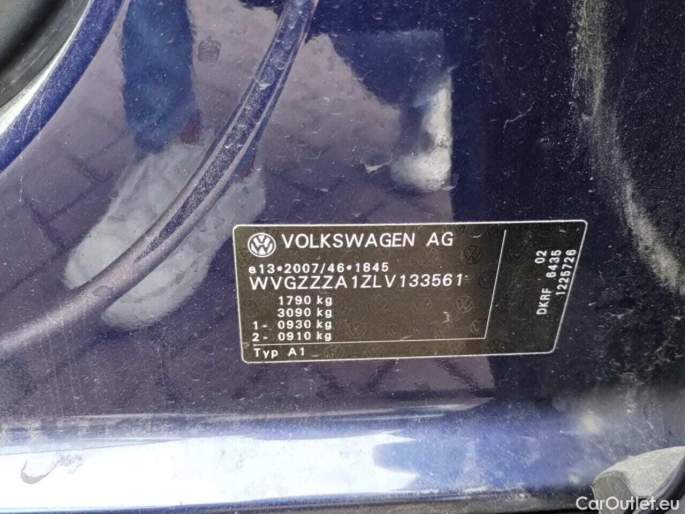 VOLKSWAGEN AG
e13*2007/46*1845
WVGZZZA1ZLV133561
1790 kg
3090 kg
1- 0930 kg
2- 0910 kg
Typ A1
02
DKRF 6435
1225726
CarOutlet.eu